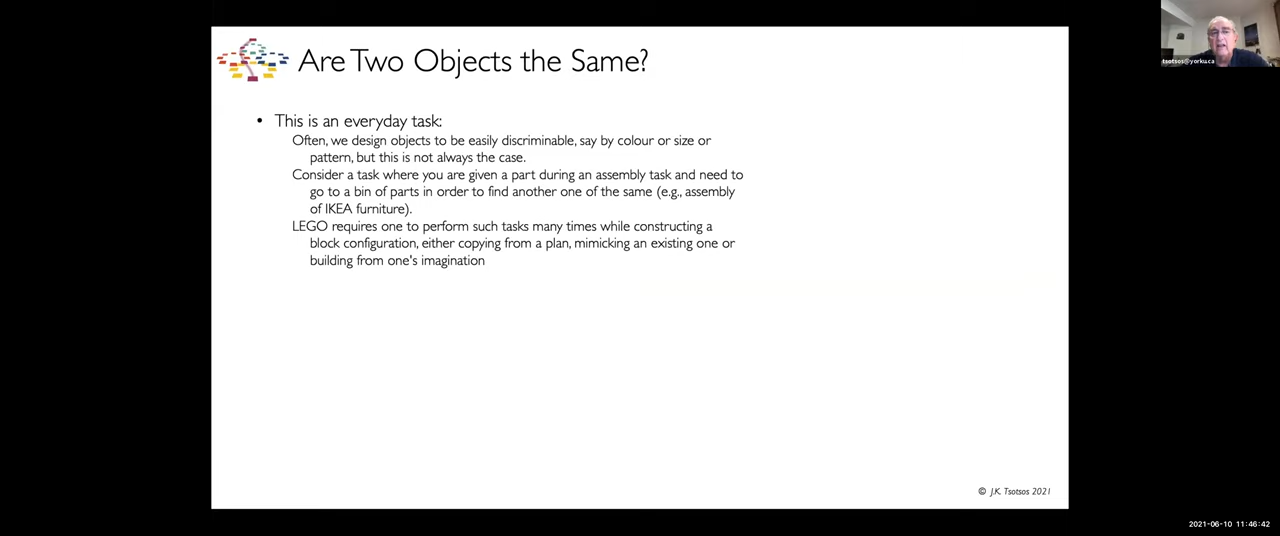 Are Two Objects the Same?
tsotsos@yorku.ca
• This is an everyday task:
Often, we design objects to be easily discriminable, say by colour or size or
pattern, but this is not always the case.
Consider a task where you are given a part during an assembly task and need to
go to a bin of parts in order to find another one of the same (e.g., assembly
of IKEA furniture).
LEGO requires one to perform such tasks many times while constructing a
block configuration, either copying from a plan, mimicking an existing one or
building from one's imagination
© J.K. Tsotsos 2021
2021-06-10 11:46:42